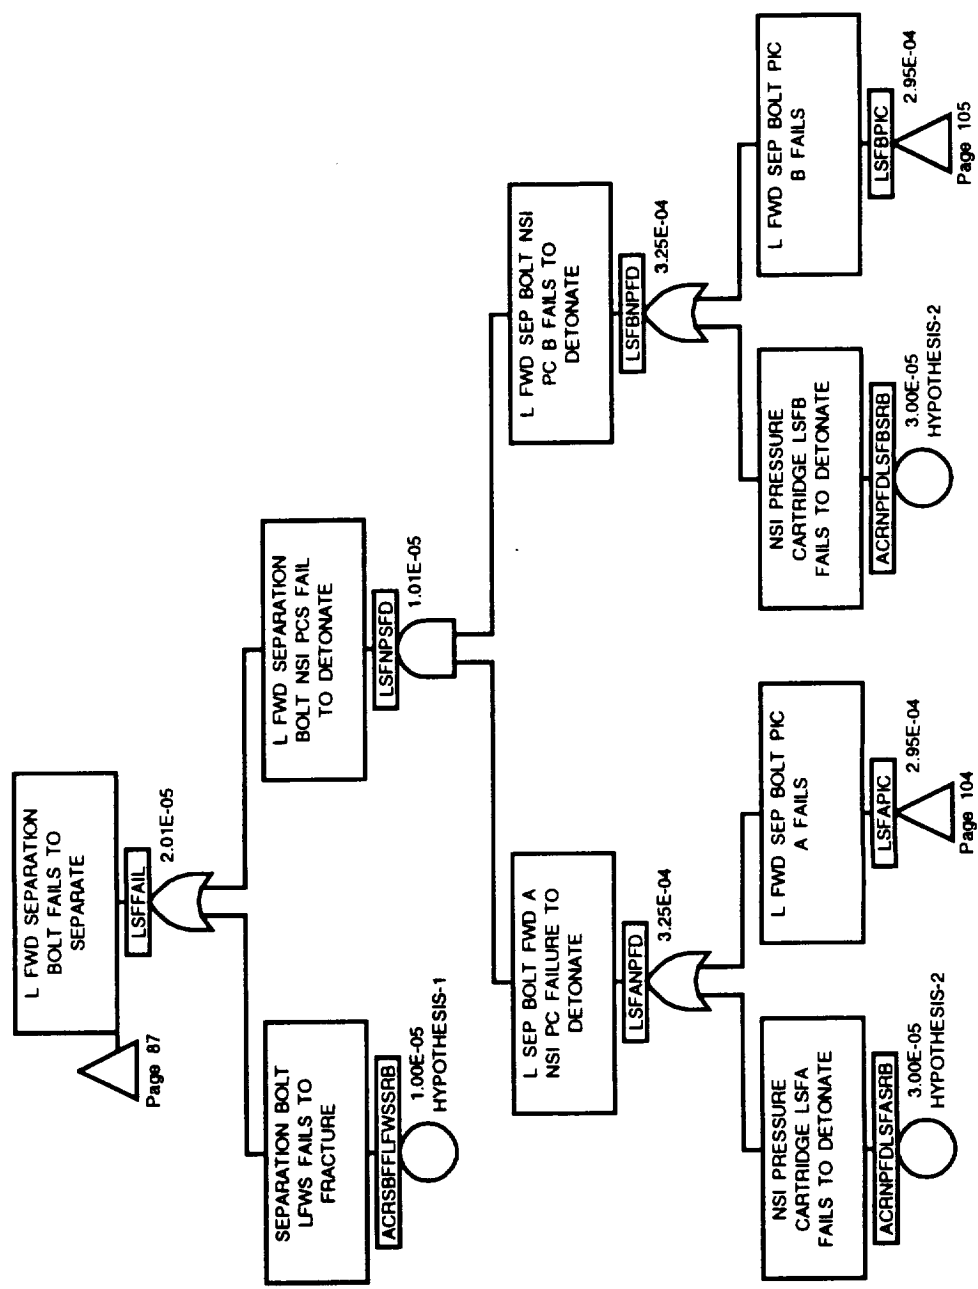 L FWD SEPARATION
BOLT FAILS TO
SEPARATE
Page 87
LSFFAIL
2.01E-05
SEPARATION BOLT
LFWS FAILS TO
FRACTURE
ACRSBFFLFWSSRB
1.00E-05
HYPOTHESIS-1
L FWD SEPARATION
BOLT NSI PCS FAIL
TO DETONATE
LSFNPSFD
1.01E-05
L SEP BOLT FWD A
NSI PC FAILURE TO
DETONATE
LSFANPFD
3.25E-04
L FWD SEP BOLT NSI
PC B FAILS TO
DETONATE
LSFBNPFD
3.25E-04
NSI PRESSURE
CARTRIDGE LSFA
FAILS TO DETONATE
ACRNPFDLSFASRB
3.00E-05
HYPOTHESIS-2
L FWD SEP BOLT PIC
A FAILS
LSFAPIC
2.95E-04
Page 104
NSI PRESSURE
CARTRIDGE LSFB
FAILS TO DETONATE
ACRNPFDLSFBSRB
3.00E-05
HYPOTHESIS-2
L FWD SEP BOLT PIC
B FAILS
LSFBPIC
2.95E-04
Page 105